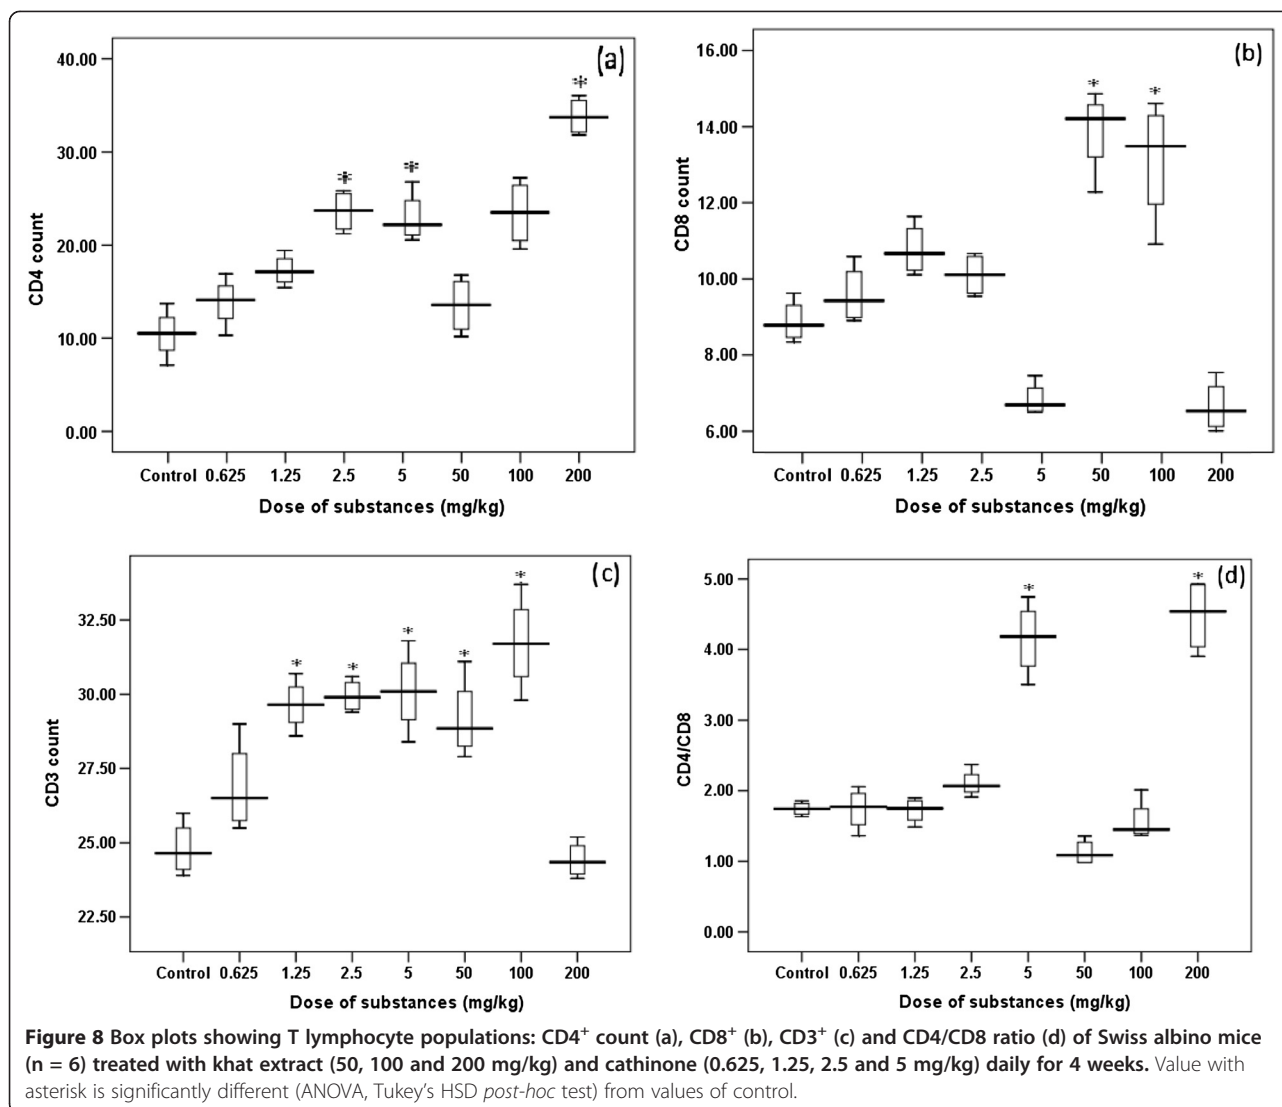 (a)
40.00
30.00
20.00
10.00
0.00
CD4 count
* * * *
Control 0.625 1.25 2.5 5 50 100 200
Dose of substances (mg/kg)
(b)
16.00
14.00
12.00
10.00
8.00
6.00
CD8 count
* *
Control 0.625 1.25 2.5 5 50 100 200
Dose of substances (mg/kg)
(c)
32.50
30.00
27.50
25.00
22.50
CD3 count
* * * * *
Control 0.625 1.25 2.5 5 50 100 200
Dose of substances (mg/kg)
(d)
5.00
4.00
3.00
2.00
1.00
0.00
CD4/CD8
* *
Control 0.625 1.25 2.5 5 50 100 200
Dose of substances (mg/kg)
Figure 8 Box plots showing T lymphocyte populations: CD4⁺ count (a), CD8⁺ (b), CD3⁺ (c) and CD4/CD8 ratio (d) of Swiss albino mice
(n = 6) treated with khat extract (50, 100 and 200 mg/kg) and cathinone (0.625, 1.25, 2.5 and 5 mg/kg) daily for 4 weeks. Value with
asterisk is significantly different (ANOVA, Tukey's HSD post-hoc test) from values of control.